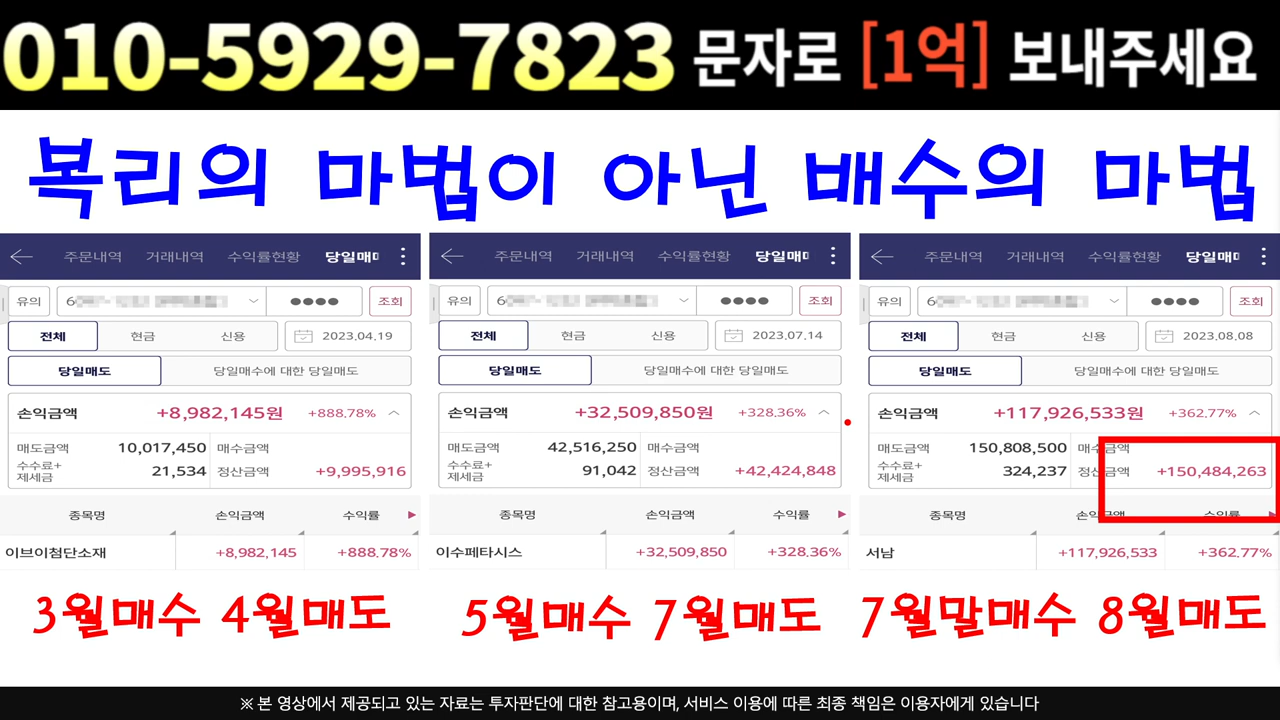 010-5929-7823 문자로 [1억] 보내주세요
복리의 마법이 아닌 배수의 마법
주문내역 거래내역 수익률현황 당일매
유의 6 ●●●● 조회
전체 현금 신용 2023.04.19
당일매도 당일매수에 대한 당일매도
손익금액 +8,982,145원 +888.78%
매도금액 10,017,450 매수금액
수수료+
제세금 21,534 정산금액 +9,995,916
종목명 손익금액 수익률
이브이첨단소재 +8,982,145 +888.78%
3월매수 4월매도
주문내역 거래내역 수익률현황 당일매
유의 6 ●●●● 조회
전체 현금 신용 2023.07.14
당일매도 당일매수에 대한 당일매도
손익금액 +32,509,850원 +328.36%
매도금액 42,516,250 매수금액
수수료+
제세금 91,042 정산금액 +42,424,848
종목명 손익금액 수익률
이수페타시스 +32,509,850 +328.36%
5월매수 7월매도
주문내역 거래내역 수익률현황 당일매
유의 6 ●●●● 조회
전체 현금 신용 2023.08.08
당일매도 당일매수에 대한 당일매도
손익금액 +117,926,533원 +362.77%
매도금액 150,808,500 매수금액
수수료+
제세금 324,237 정산금액 +150,484,263
종목명 손익금액 수익률
서남 +117,926,533 +362.77%
7월말매수 8월매도
※ 본 영상에서 제공되고 있는 자료는 투자판단에 대한 참고용이며, 서비스 이용에 따른 최종 책임은 이용자에게 있습니다